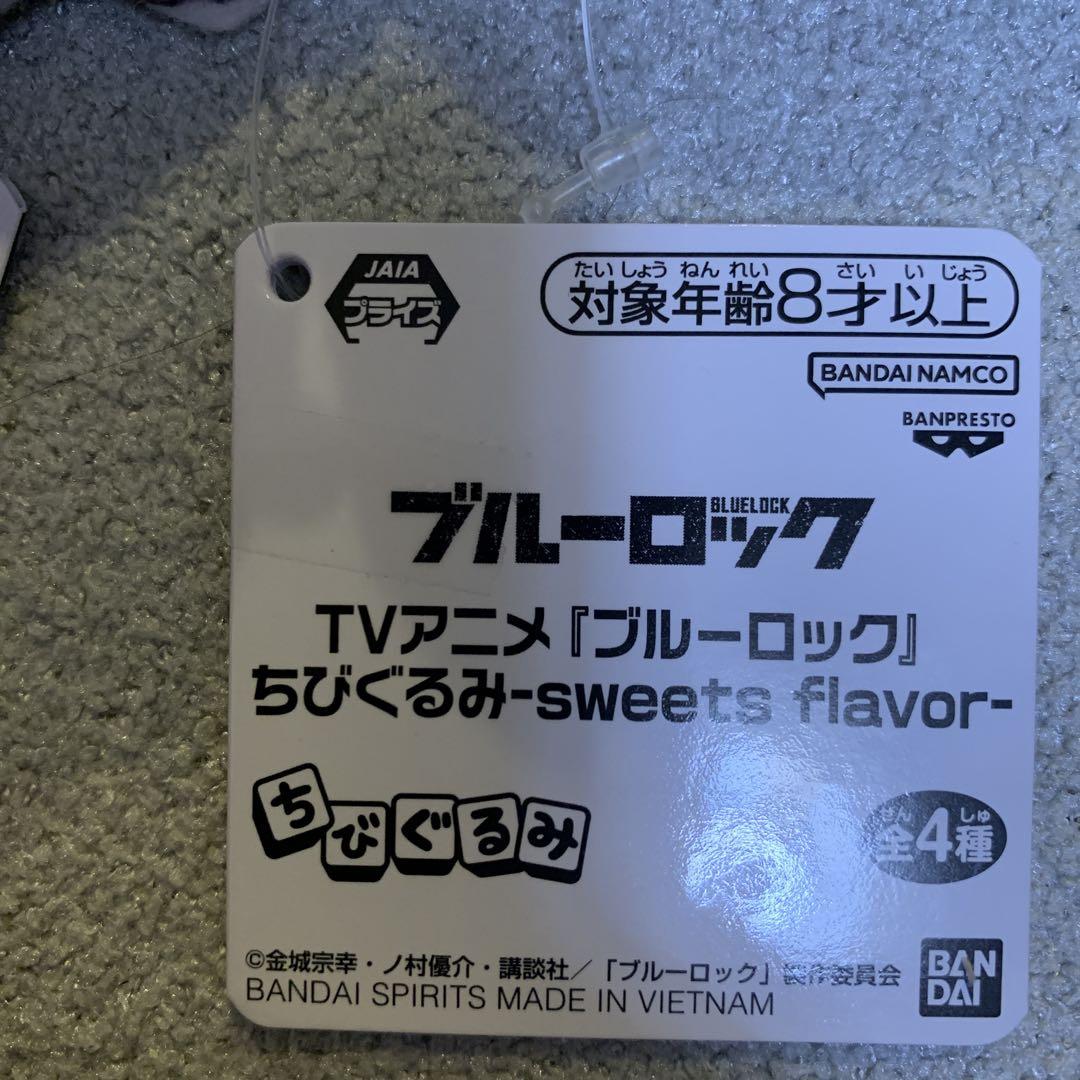 JAIA
プライズ
たいしょうねんれい さいいじょう
対象年齢8才以上
BANDAI NAMCO
BANPRESTO
BLUELOCK
ブルーロック
TVアニメ『ブルーロック』
ちびぐるみ-sweets flavor-
ちびぐるみ
ぜん しゅ
全4種
©金城宗幸・ノ村優介・講談社/「ブルーロック」製作委員会
BANDAI SPIRITS MADE IN VIETNAM
BAN
DAI